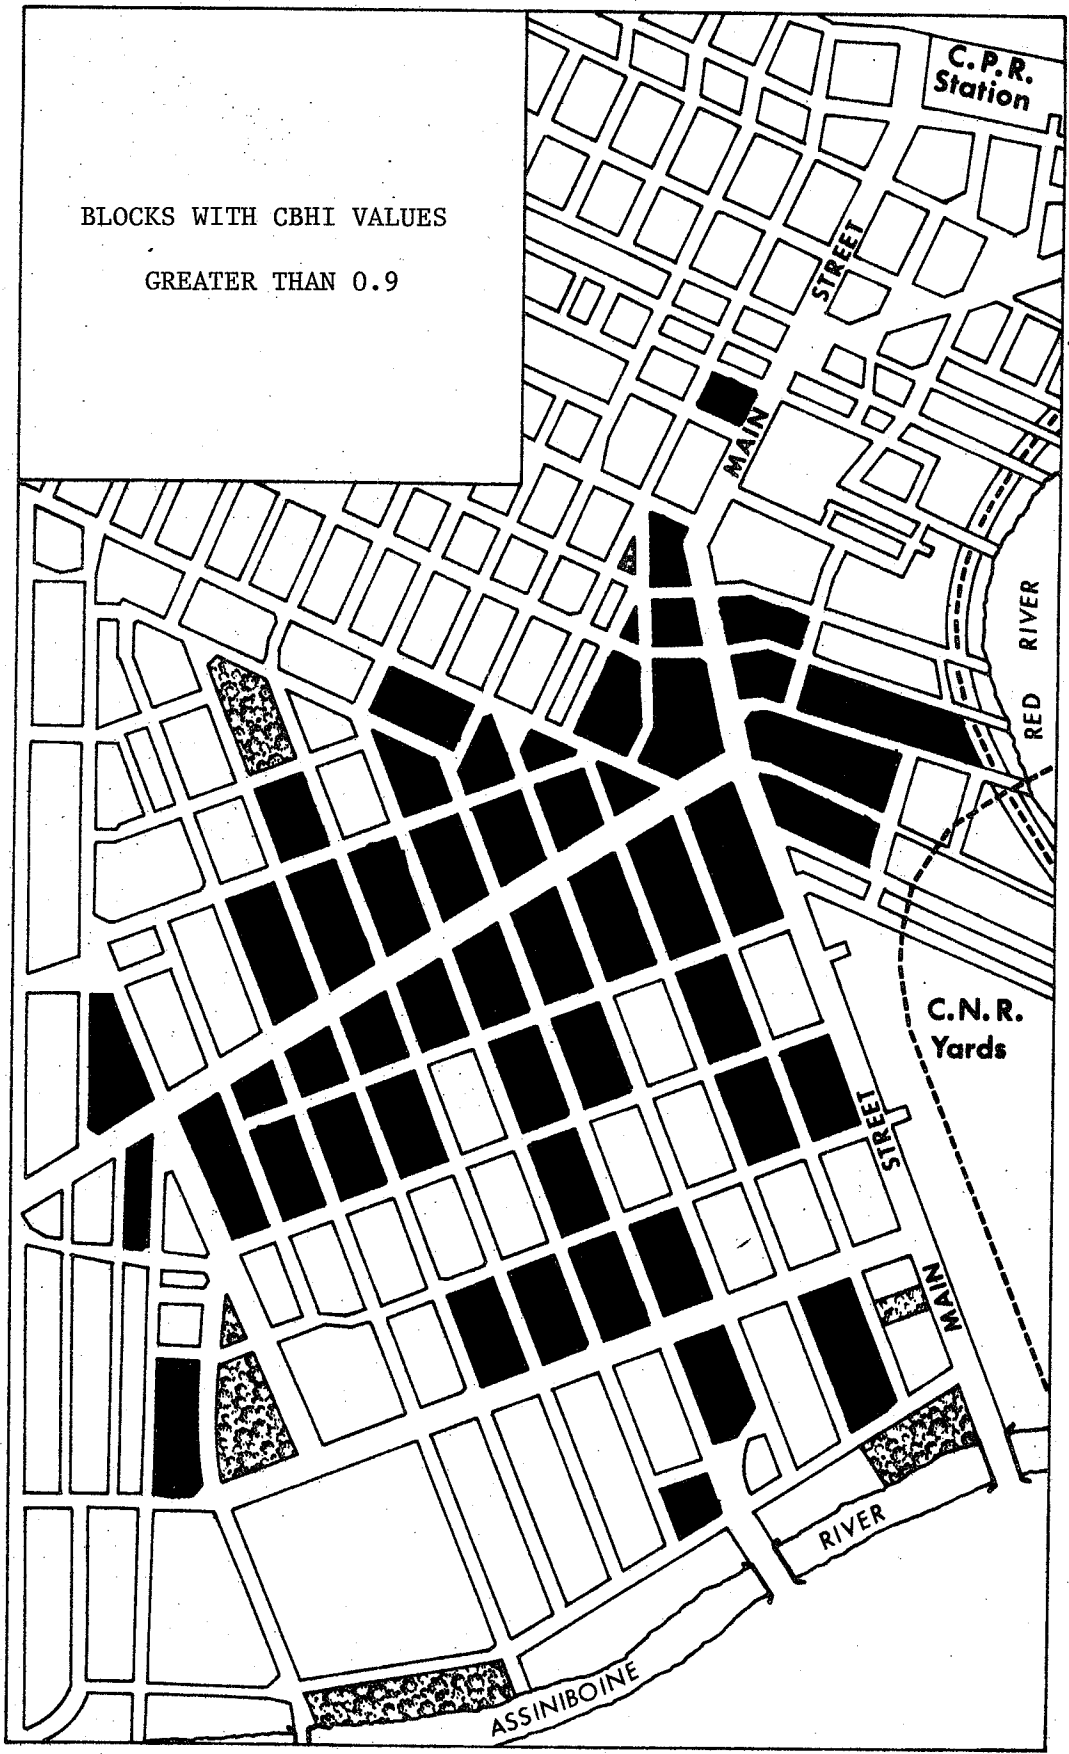 C.P.R.
Station
BLOCKS WITH CBHI VALUES
GREATER THAN 0.9
STREET
MAIN
RED RIVER
C.N.R.
Yards
STREET
MAIN
RIVER
ASSINIBOINE